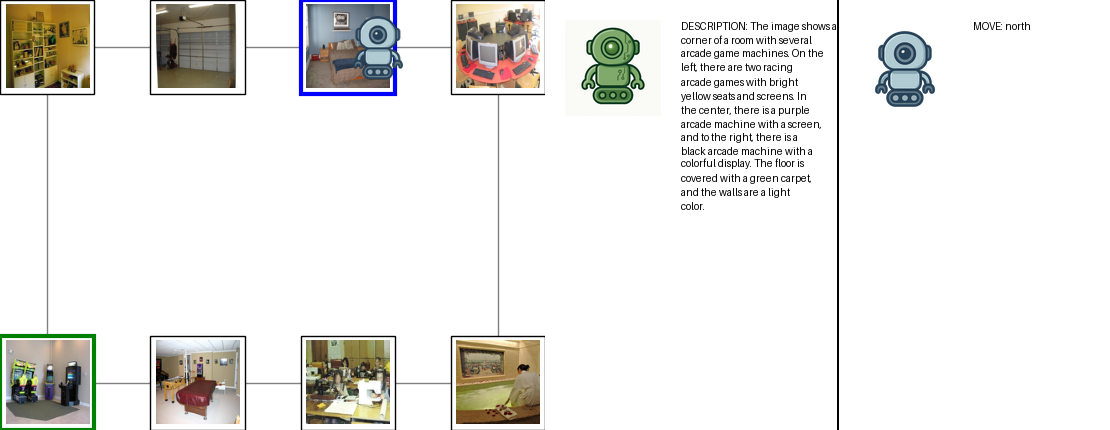 DESCRIPTION: The image shows a
corner of a room with several
arcade game machines. On the
left, there are two racing
arcade games with bright
yellow seats and screens. In
the center, there is a purple
arcade machine with a screen,
and to the right, there is a
black arcade machine with a
colorful display. The floor is
covered with a green carpet,
and the walls are a light
color.
MOVE: north